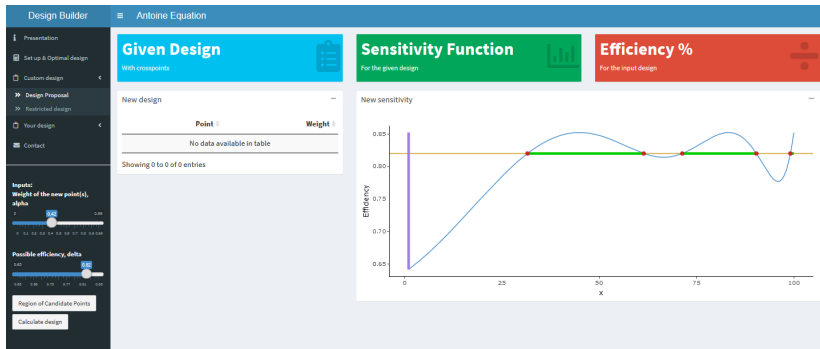 Design Builder
Antoine Equation
Presentation
Set up & Optimal design
Custom design
Design Proposal
Restricted design
Your design
Contact
Inputs:
Weight of the new point(s),
alpha
0.42
Possible efficiency, delta
Region of Candidate Points
Calculate design
Given Design
With crosspoints
Sensitivity Function
For the given design
Efficiency %
For the input design
New design
Point Weight
No data available in table
Showing 0 to 0 of 0 entries
New sensitivity
0.85
0.80
0.75
0.70
0.65
Efficiency
0 25 50 75 100
x